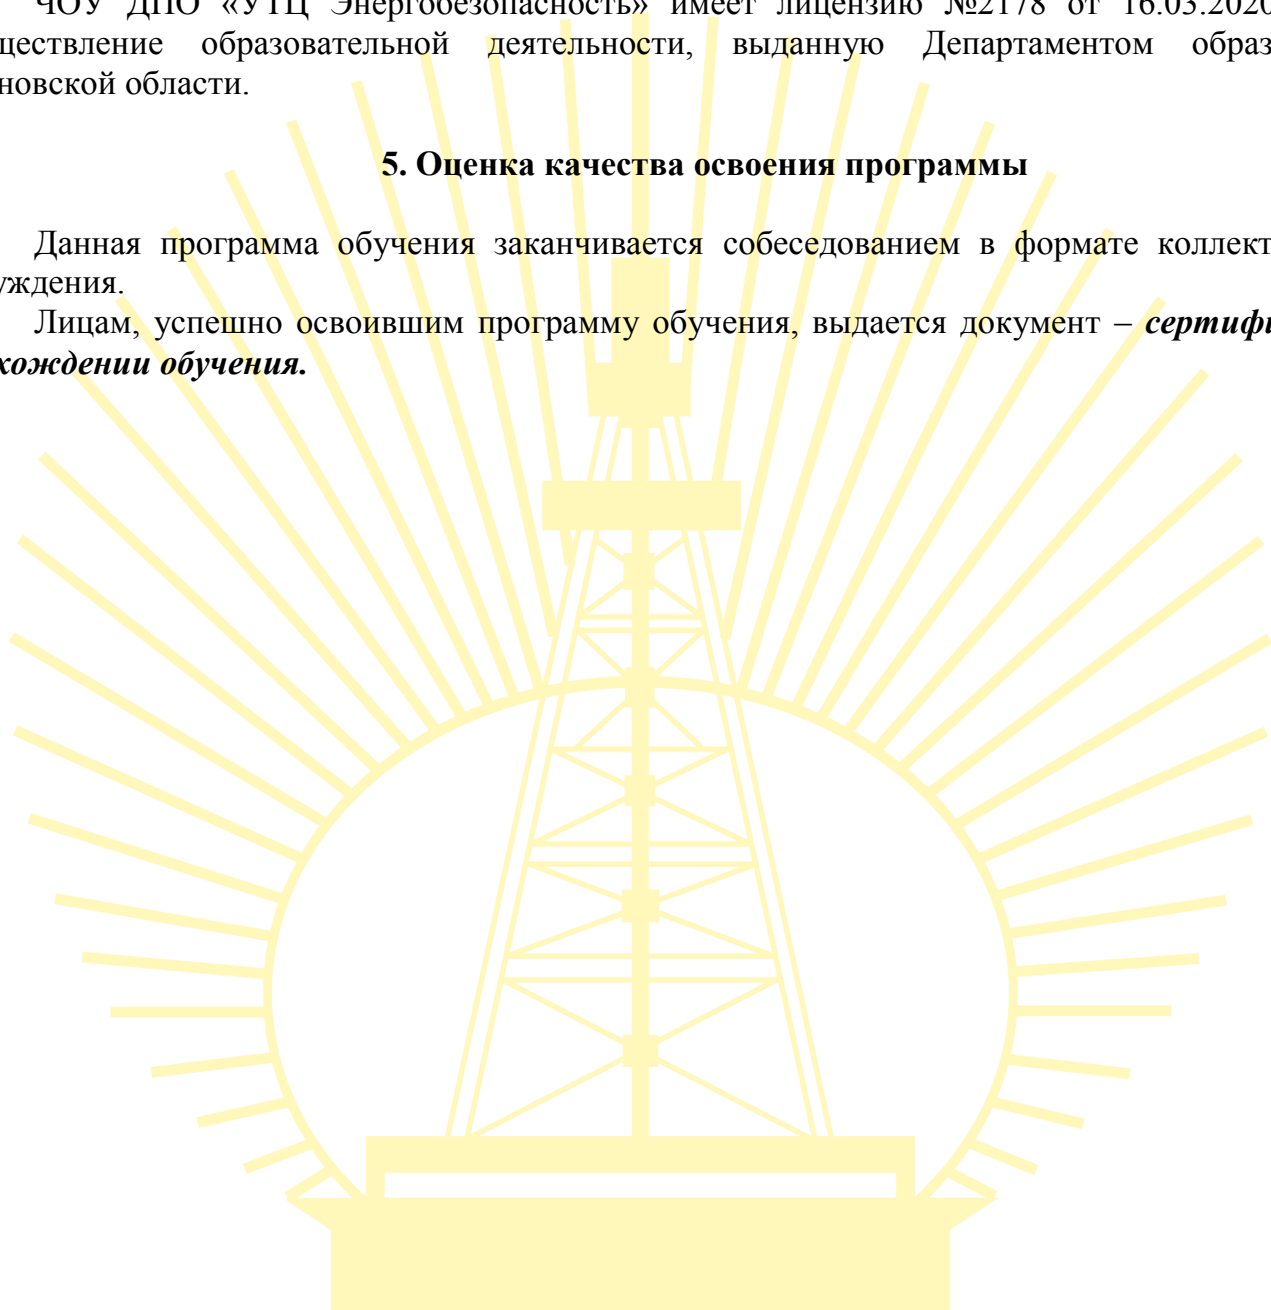 ЧОУ ДПО «УТЦ Энергобезопасность» имеет лицензию №2178 от 16.03.2020
ществление образовательной деятельности, выданную Департаментом образ
новской области.
5. Оценка качества освоения программы
Данная программа обучения заканчивается собеседованием в формате коллект
уждения.
Лицам, успешно освоившим программу обучения, выдается документ – сертифи
хождении обучения.